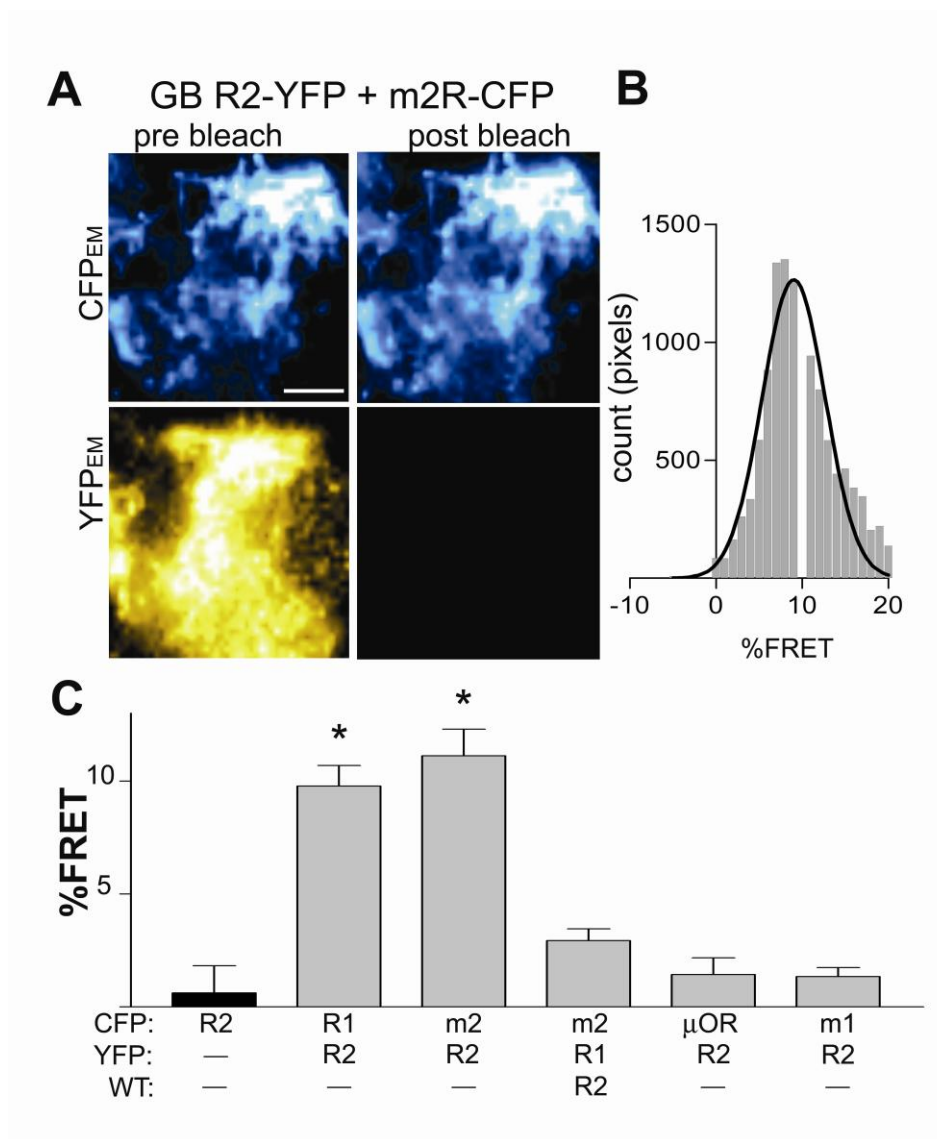 A
GB R2-YFP + m2R-CFP
pre bleach post bleach
CFPEM
YFPEM
B
1500
1000
500
count (pixels)
-10 0 10 20
%FRET
C
* *
10
5
%FRET
CFP: R2 R1 m2 m2 μOR m1
YFP: — R2 R2 R1 R2 R2
WT: — — — R2 — —